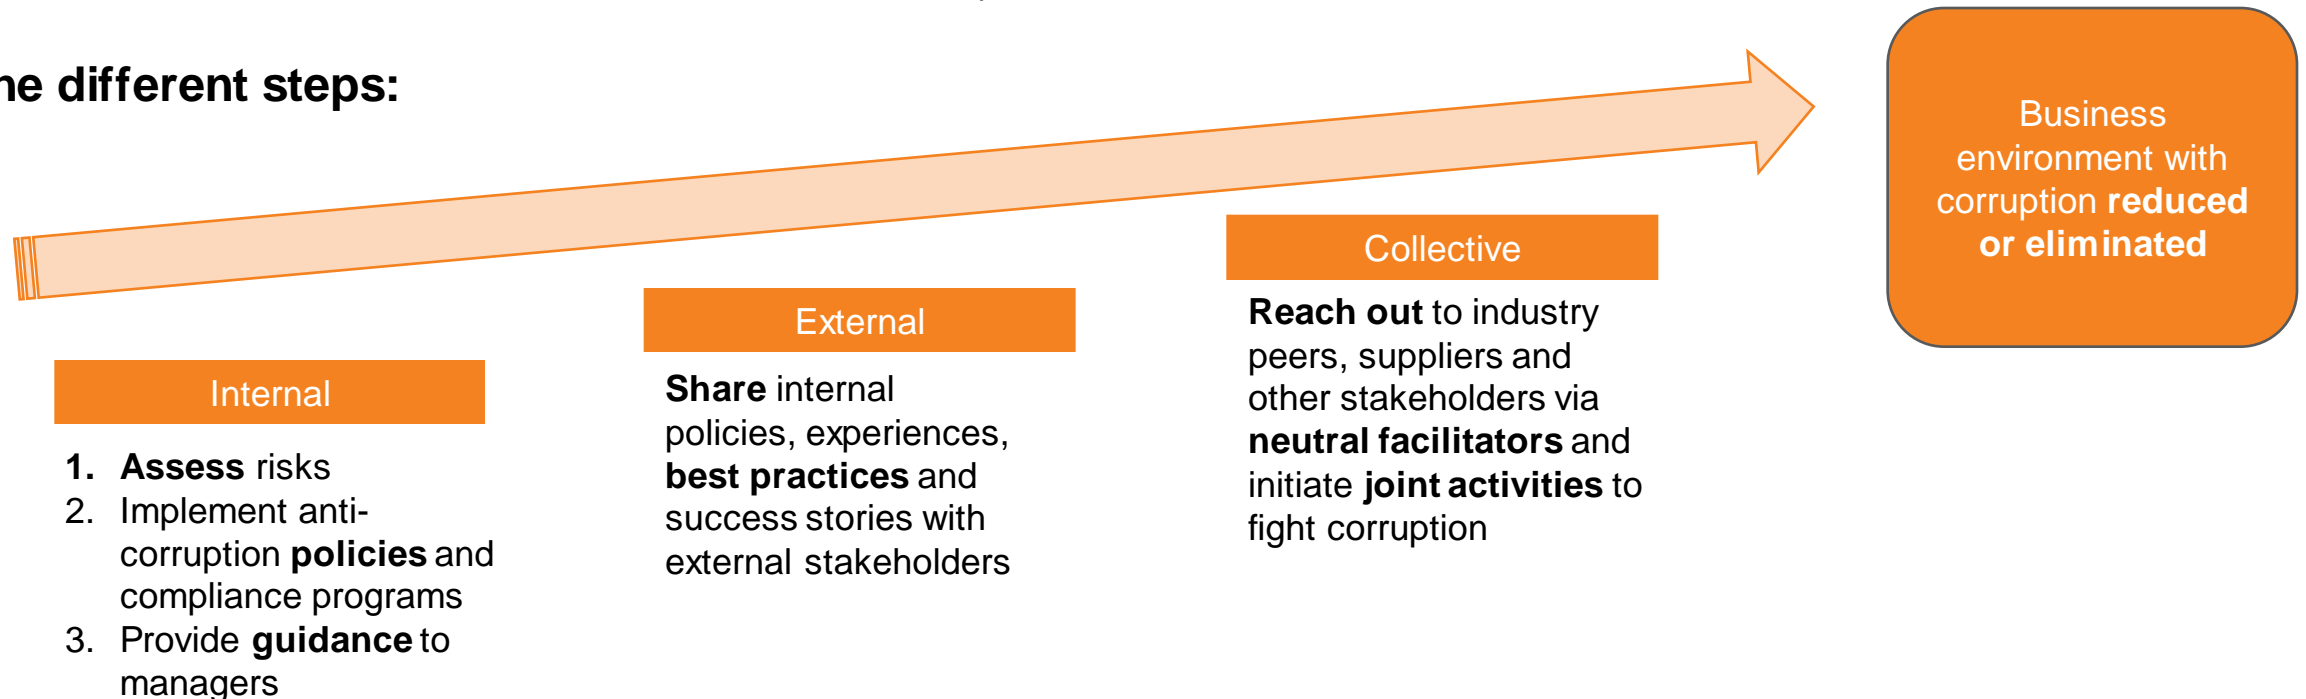 he different steps:
Business
environment with
corruption reduced
or eliminated
Collective
Reach out to industry
peers, suppliers and
other stakeholders via
neutral facilitators and
initiate joint activities to
fight corruption
External
Share internal
policies, experiences,
best practices and
success stories with
external stakeholders
Internal
1. Assess risks
2. Implement anti-
corruption policies and
compliance programs
3. Provide guidance to
managers